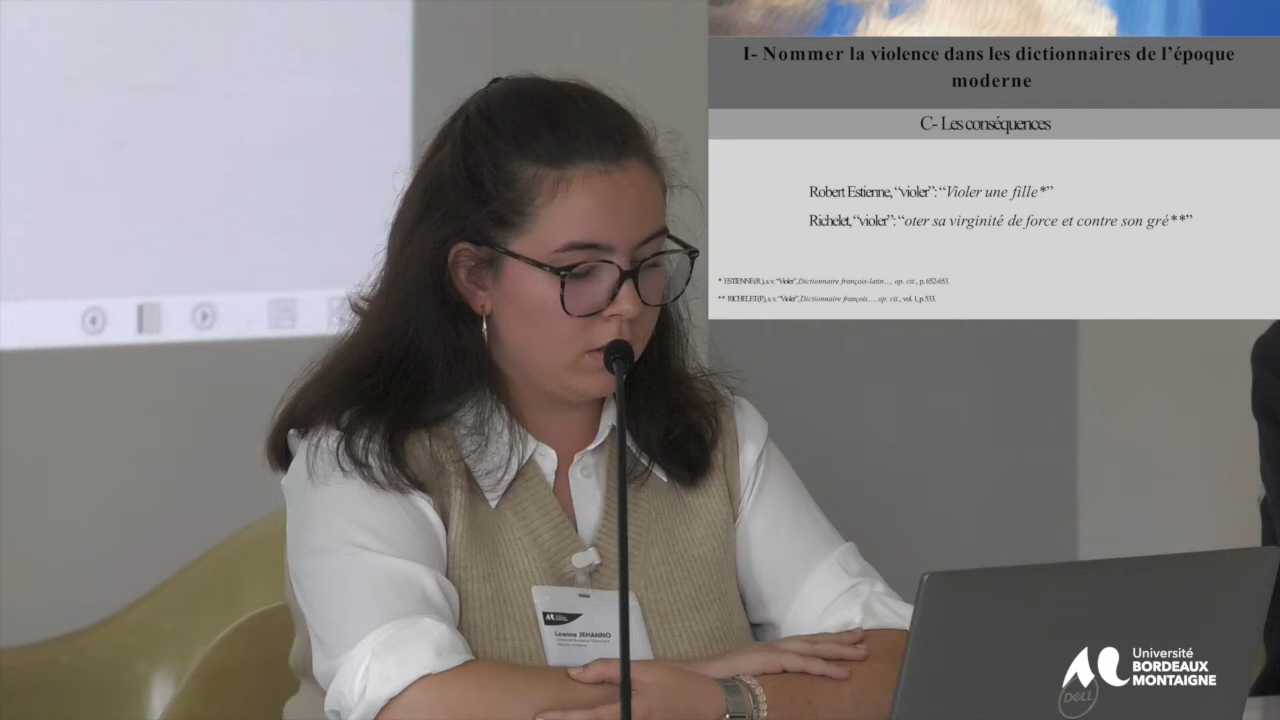 I- Nommer la violence dans les dictionnaires de l'époque
moderne
C- Les conséquences
Robert Estienne, “violer”: “Violer une fille*”
Richelet, “violer”: “oter sa virginité de force et contre son gré**”
* ESTIENNE (R.), s. v. “Violer”, Dictionnaire françois-latin…, op. cit., p. 652-653.
** RICHELET (P.), s. v. “Violer”, Dictionnaire françois…, op. cit., vol. 1, p.533.
JEHANNO
DELL
Université
BORDEAUX
MONTAIGNE